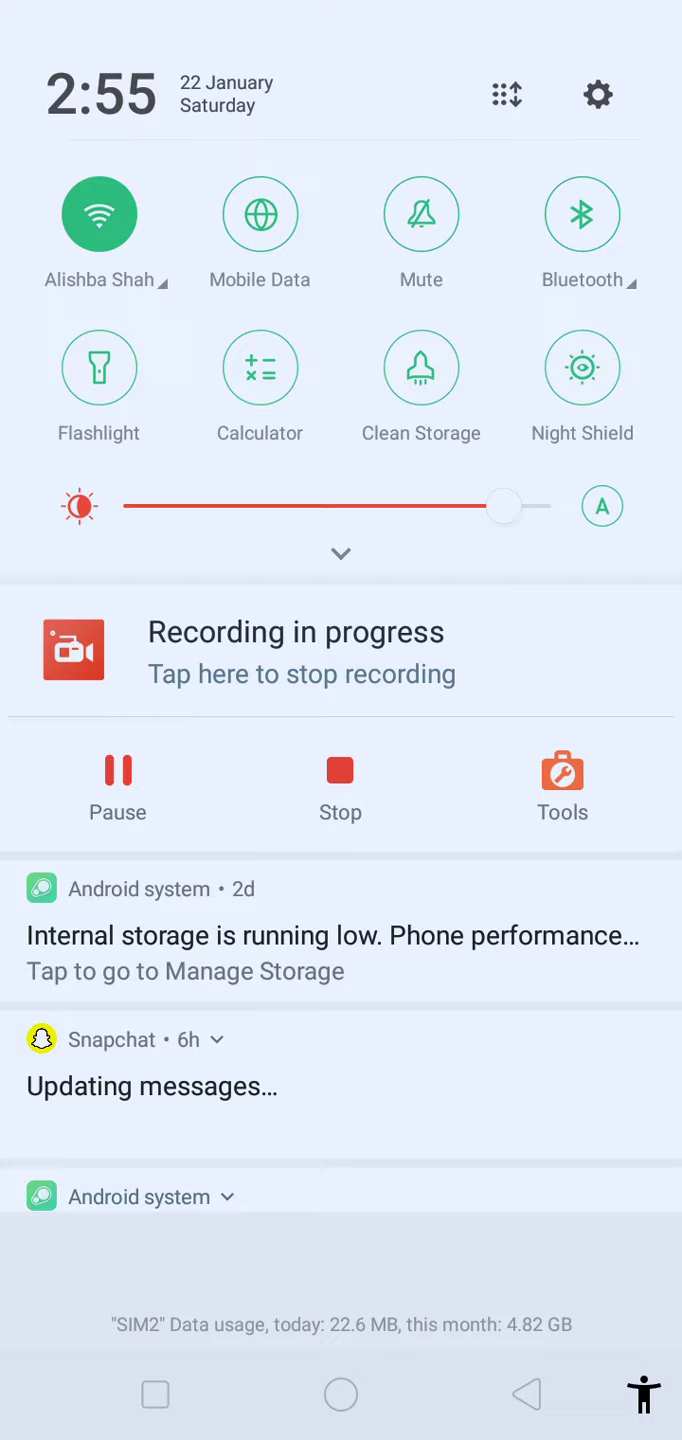 2:55
22 January
Saturday
Alishba Shah
Mobile Data
Mute
Bluetooth
Flashlight
Calculator
Clean Storage
Night Shield
A
Recording in progress
Tap here to stop recording
Pause
Stop
Tools
Android system • 2d
Internal storage is running low. Phone performance...
Tap to go to Manage Storage
Snapchat • 6h
Updating messages...
Android system
"SIM2" Data usage, today: 22.6 MB, this month: 4.82 GB